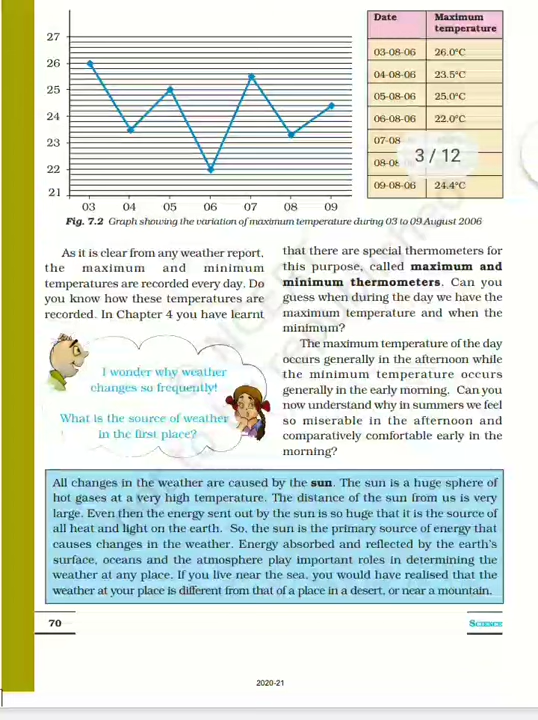 Date Maximum temperature
03-08-06 26.0°C
04-08-06 23.5°C
05-08-06 25.0°C
06-08-06 22.0°C
07-08
08-08
3 / 12
09-08-06 24.4°C
27
26
25
24
23
22
21
03 04 05 06 07 08 09
Fig. 7.2 Graph showing the variation of maximum temperature during 03 to 09 August 2006
As it is clear from any weather report,
the maximum and minimum
temperatures are recorded every day. Do
you know how these temperatures are
recorded. In Chapter 4 you have learnt
I wonder why weather
changes so frequently!
What is the source of weather
in the first place?
that there are special thermometers for
this purpose, called maximum and
minimum thermometers. Can you
guess when during the day we have the
maximum temperature and when the
minimum?
The maximum temperature of the day
occurs generally in the afternoon while
the minimum temperature occurs
generally in the early morning. Can you
now understand why in summers we feel
so miserable in the afternoon and
comparatively comfortable early in the
morning?
All changes in the weather are caused by the sun. The sun is a huge sphere of
hot gases at a very high temperature. The distance of the sun from us is very
large. Even then the energy sent out by the sun is so huge that it is the source of
all heat and light on the earth. So, the sun is the primary source of energy that
causes changes in the weather. Energy absorbed and reflected by the earth's
surface, oceans and the atmosphere play important roles in determining the
weather at any place. If you live near the sea, you would have realised that the
weather at your place is different from that of a place in a desert, or near a mountain.
70
SCIENCE
2020-21